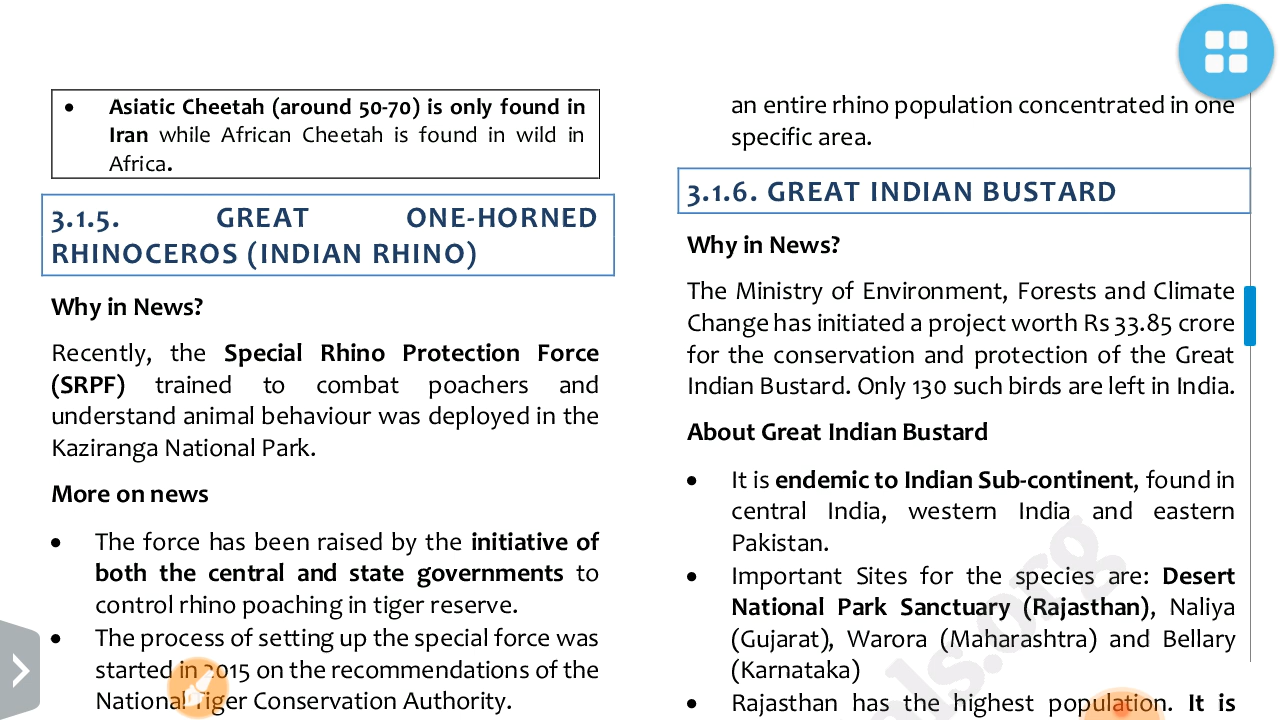 • Asiatic Cheetah (around 50-70) is only found in
Iran while African Cheetah is found in wild in
Africa.
3.1.5. GREAT ONE-HORNED
RHINOCEROS (INDIAN RHINO)
Why in News?
Recently, the Special Rhino Protection Force
(SRPF) trained to combat poachers and
understand animal behaviour was deployed in the
Kaziranga National Park.
More on news
• The force has been raised by the initiative of
both the central and state governments to
control rhino poaching in tiger reserve.
• The process of setting up the special force was
started in 2015 on the recommendations of the
National Tiger Conservation Authority.
an entire rhino population concentrated in one
specific area.
3.1.6. GREAT INDIAN BUSTARD
Why in News?
The Ministry of Environment, Forests and Climate
Change has initiated a project worth Rs 33.85 crore
for the conservation and protection of the Great
Indian Bustard. Only 130 such birds are left in India.
About Great Indian Bustard
• It is endemic to Indian Sub-continent, found in
central India, western India and eastern
Pakistan.
• Important Sites for the species are: Desert
National Park Sanctuary (Rajasthan), Naliya
(Gujarat), Warora (Maharashtra) and Bellary
(Karnataka)
• Rajasthan has the highest population. It is
ls.org